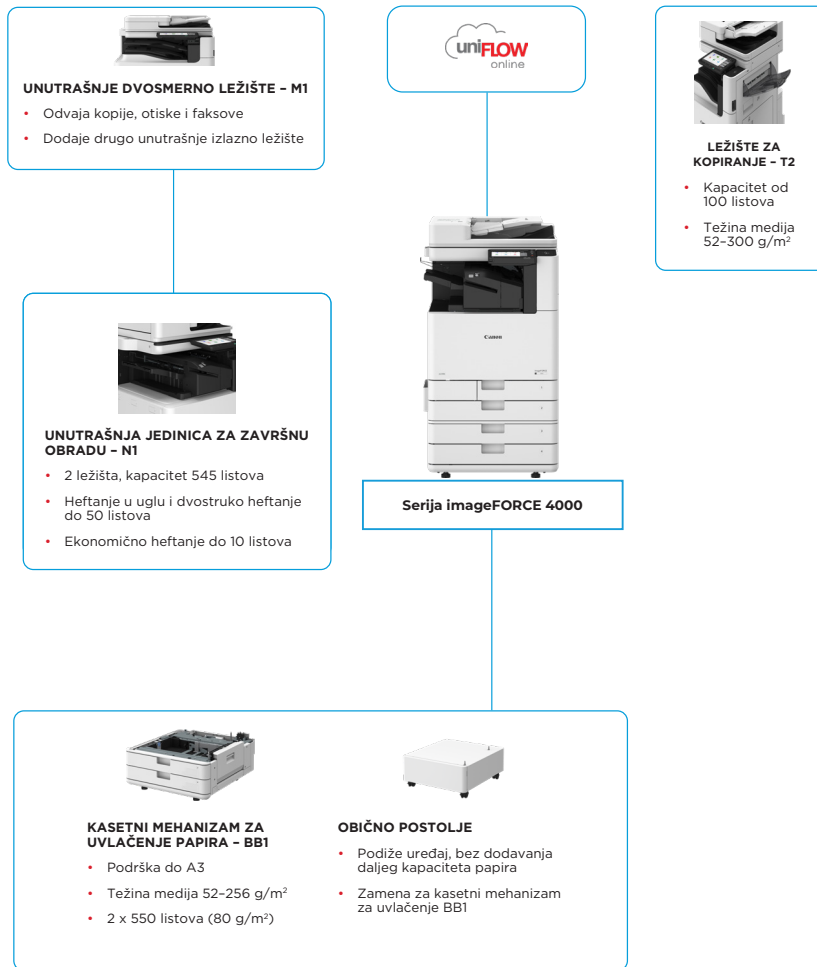 UNUTRAŠNJE DVOSMERNO LEŽIŠTE – M1
• Odvaja kopije, otiske i faksove
• Dodaje drugo unutrašnje izlazno ležište
uniFLOW
online
LEŽIŠTE ZA
KOPIRANJE – T2
• Kapacitet od
100 listova
• Težina medija
52–300 g/m²
Canon
UNUTRAŠNJA JEDINICA ZA ZAVRŠNU
OBRADU – N1
• 2 ležišta, kapacitet 545 listova
• Heftanje u uglu i dvostruko heftanje
do 50 listova
• Ekonomično heftanje do 10 listova
Serija imageFORCE 4000
KASETNI MEHANIZAM ZA
UVLAČENJE PAPIRA – BB1
• Podrška do A3
• Težina medija 52–256 g/m²
• 2 x 550 listova (80 g/m²)
OBIČNO POSTOLJE
• Podiže uređaj, bez dodavanja
daljeg kapaciteta papira
• Zamena za kasetni mehanizam
za uvlačenje BB1